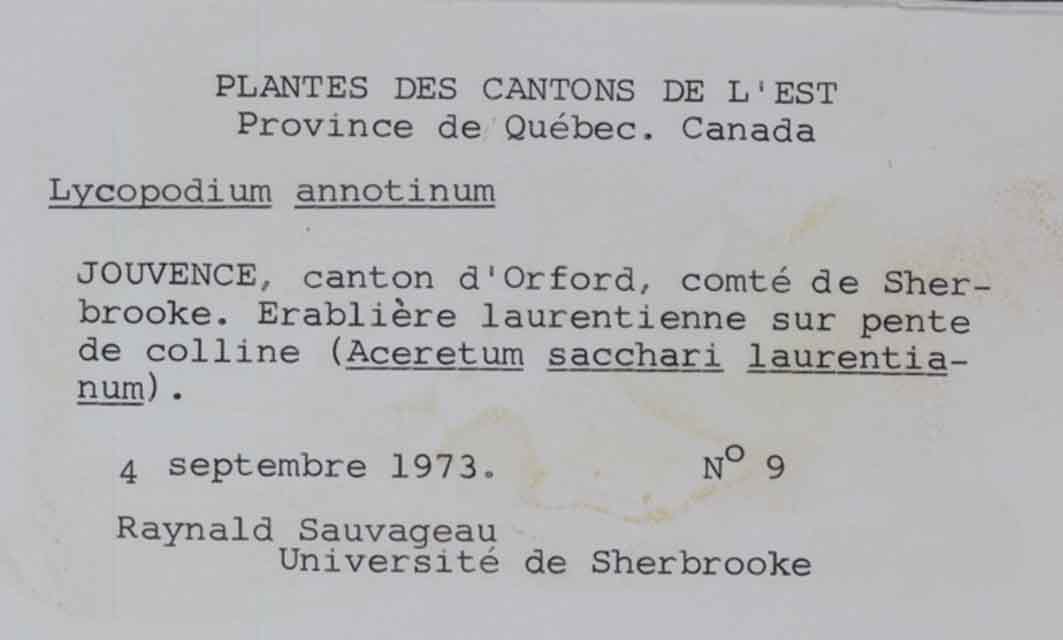 PLANTES DES CANTONS DE L'EST
Province de Québec. Canada
Lycopodium annotinum
JOUVENCE, canton d'Orford, comté de Sher-
brooke. Erablière laurentienne sur pente
de colline (Aceretum sacchari laurentia-
num).
4 septembre 1973. Nº 9
Raynald Sauvageau
Université de Sherbrooke